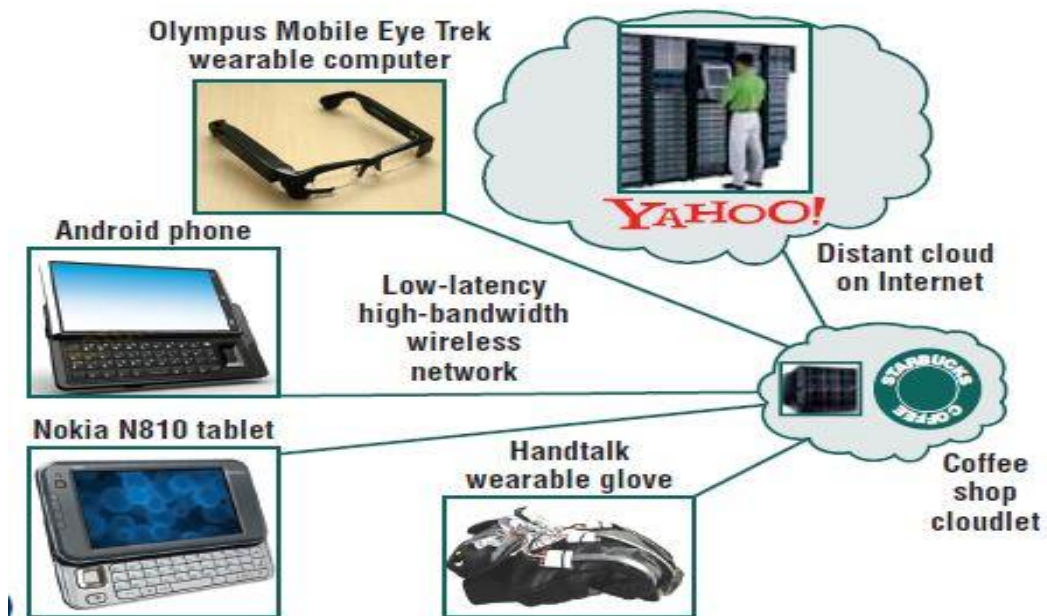 Olympus Mobile Eye Trek
wearable computer
YAHOO!
Android phone
Distant cloud
on Internet
Low-latency
high-bandwidth
wireless
network
STARBUCKS
COFFEE
Nokia N810 tablet
Handtalk
wearable glove
Coffee
shop
cloudlet